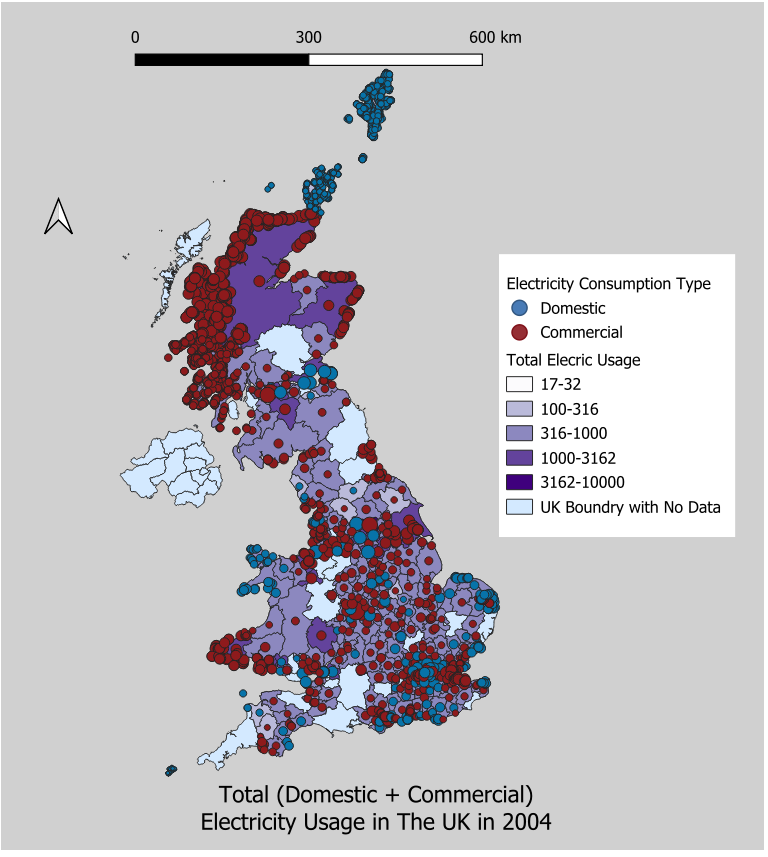 0 300 600 km
Electricity Consumption Type
Domestic
Commercial
Total Elecric Usage
17-32
100-316
316-1000
1000-3162
3162-10000
UK Boundry with No Data
Total (Domestic + Commercial)
Electricity Usage in The UK in 2004